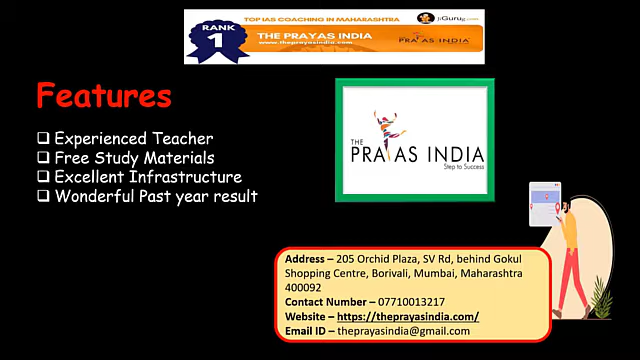 TOP IAS COACHING IN MAHARASHTRA
RANK
1
THE PRAYAS INDIA
www.theprayasindia.com
PRAYAS INDIA
Features
Experienced Teacher
Free Study Materials
Excellent Infrastructure
Wonderful Past year result
THE
PRAYAS INDIA
Step to Success
Address – 205 Orchid Plaza, SV Rd, behind Gokul
Shopping Centre, Borivali, Mumbai, Maharashtra
400092
Contact Number – 07710013217
Website – https://theprayasindia.com/
Email ID – theprayasindia@gmail.com